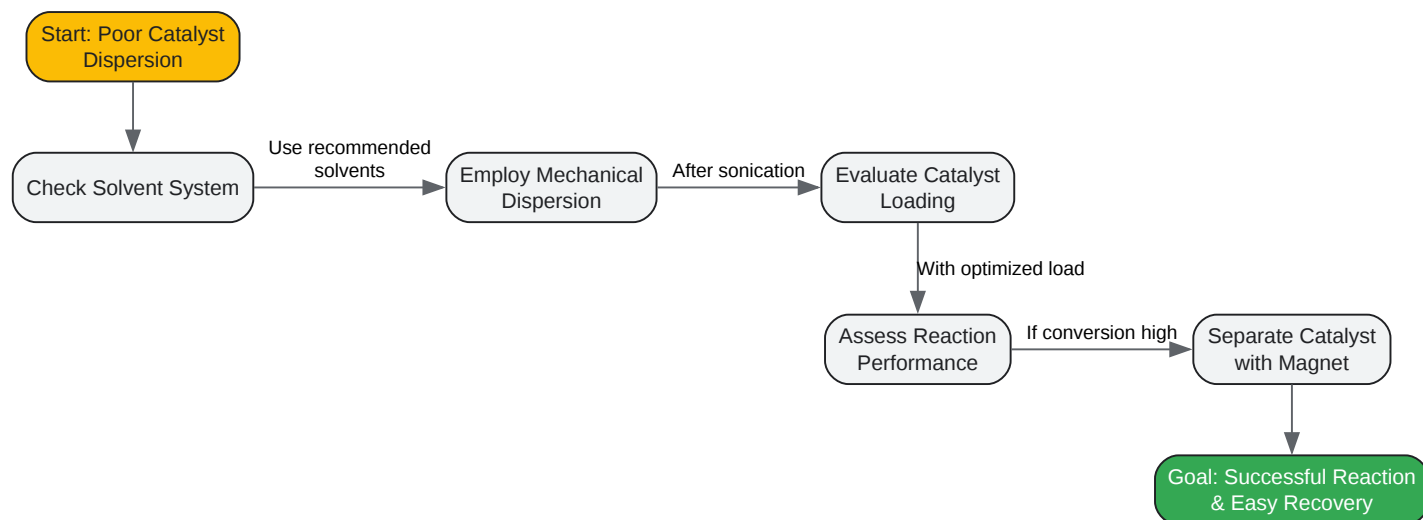 Start: Poor Catalyst
Dispersion
Check Solvent System
Use recommended
solvents
Employ Mechanical
Dispersion
After sonication
Evaluate Catalyst
Loading
With optimized load
Assess Reaction
Performance
If conversion high
Separate Catalyst
with Magnet
Goal: Successful Reaction
& Easy Recovery